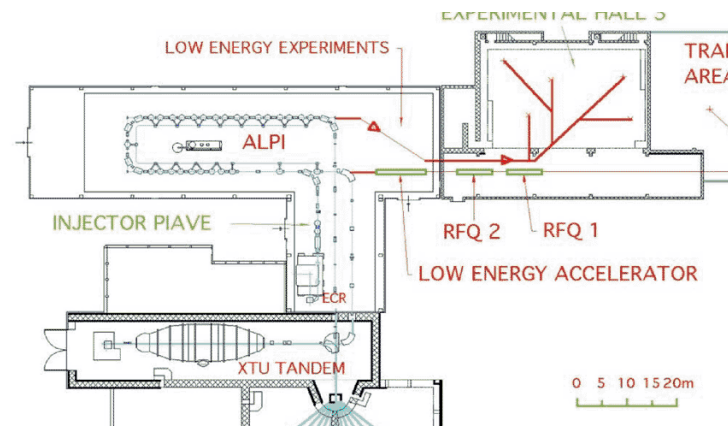 EXPERIMENTAL HALL 3
LOW ENERGY EXPERIMENTS
ALPI
INJECTOR PIAVE
RFQ 2
RFQ 1
LOW ENERGY ACCELERATOR
ECR
XTU TANDEM
0 5 10 15 20m
AREA